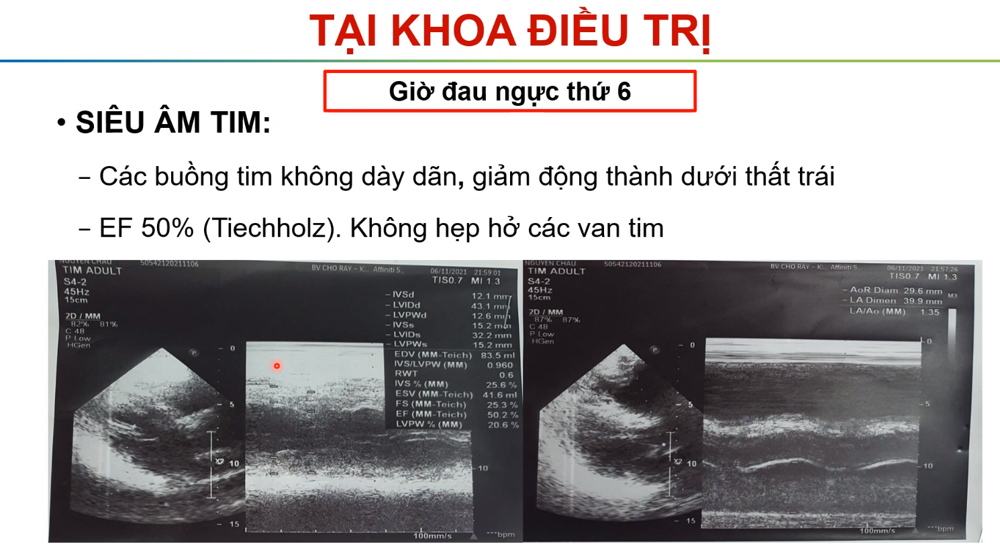 TẠI KHOA ĐIỀU TRỊ
Giờ đau ngực thứ 6
• SIÊU ÂM TIM:
– Các buồng tim không dày dãn, giảm động thành dưới thất trái
– EF 50% (Tiechholz). Không hẹp hở các van tim
NGUYEN CHAU 50542120211106
TIM ADULT BV CHO RAY – K... Affiniti 5... 06/11/2021 21:59:01
TIS0.7 MI 1.3
S4-2
45Hz
15cm
2D / MM
82% 81%
C 48
P Low
HGen
– IVSd 12.1 mm
– LVIDd 43.1 mm
– LVPWd 12.6 mm
– IVSs 15.2 mm
– LVIDs 32.2 mm
– LVPWs 15.2 mm
EDV (MM-Teich) 83.5 ml
IVS/LVPW (MM) 0.960
RWT 0.6
IVS % (MM) 25.6 %
ESV (MM-Teich) 41.6 ml
FS (MM-Teich) 25.3 %
EF (MM-Teich) 50.2 %
LVPW % (MM) 20.6 %
P
0
5
X2 10
15
10
100mm/s ***bpm
NGUYEN CHAU 50542120211106
TIM ADULT BV CHO RAY – K... Affiniti 5... 06/11/2021 21:57:26
TIS0.7 MI 1.3
S4-2
45Hz
15cm
2D / MM
87% 87%
C 48
P Low
HGen
– AoR Diam 29.6 mm M3
– LA Dimen 39.9 mm
LA/Ao (MM) 1.35
P
0
5
X2 10
15
0
5
10
100mm/s ***bpm